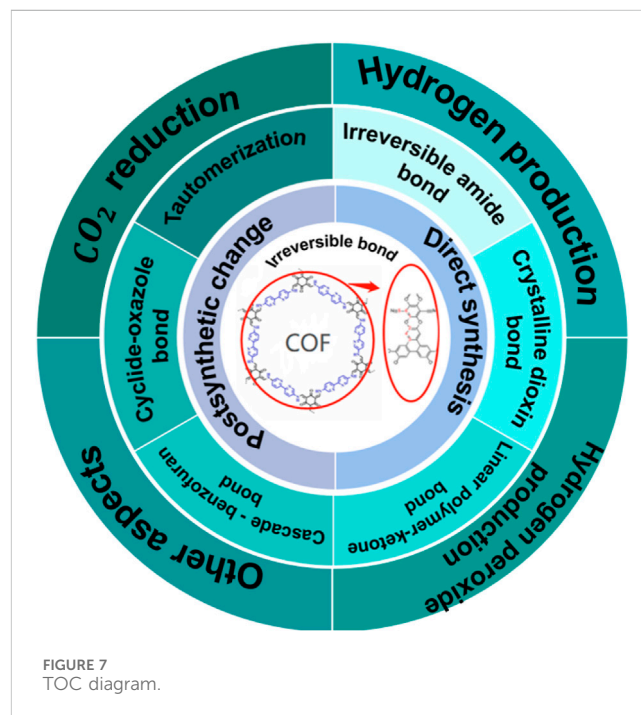 CO₂ reduction
Hydrogen production
Tautomerization
Irreversible amide
bond
Postsynthetic change
Irreversible bond
Direct synthesis
COF
Cyclide-oxazole
bond
Crystalline dioxin
bond
Cascade - benzofuran
bond
Linear polymer-ketone
bond
Other aspects
Hydrogen peroxide
production
FIGURE 7
TOC diagram.